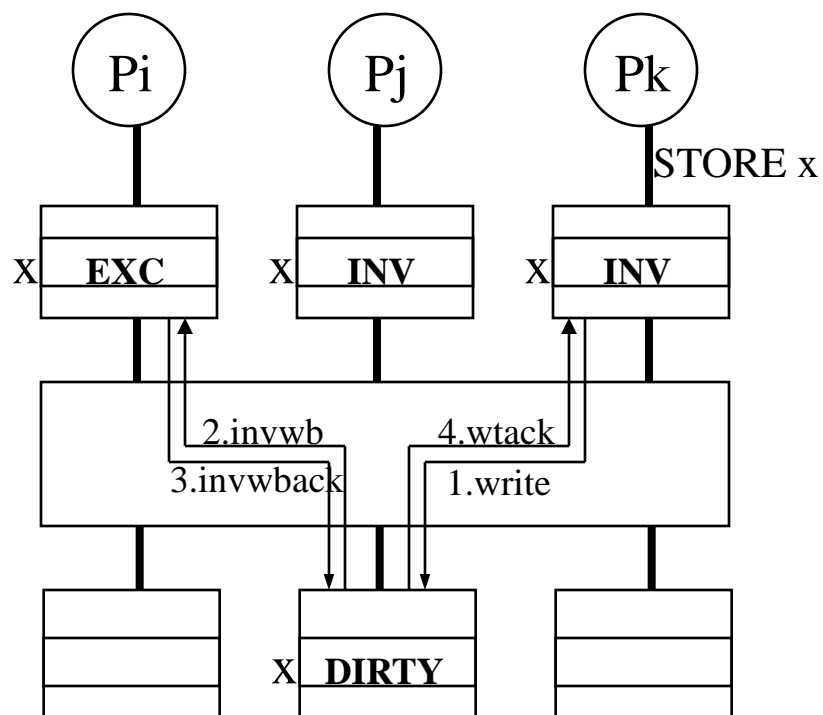 Pi
Pj
Pk
STORE x
X
EXC
X
INV
X
INV
2.invwb
4.wtack
3.invwback
1.write
X
DIRTY